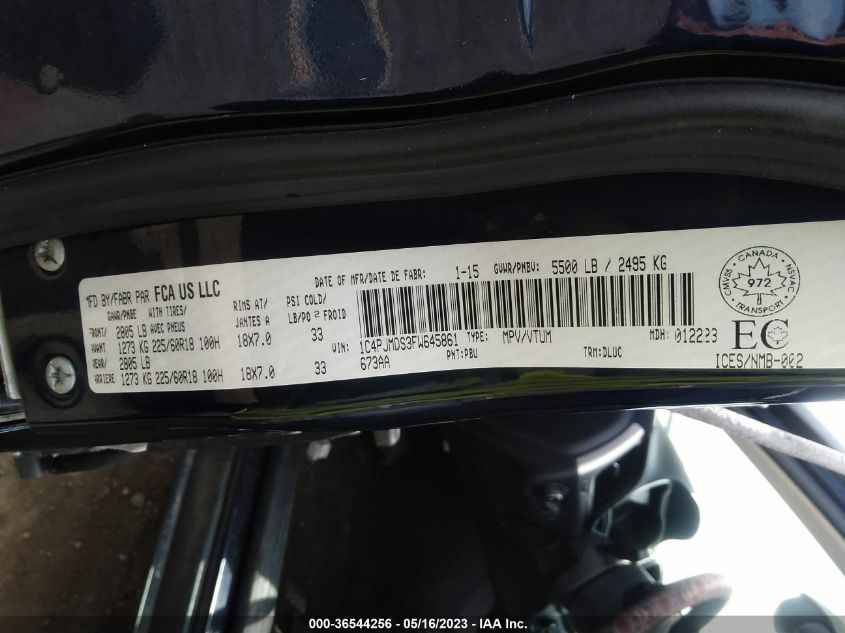 MFD BY/FABR PAR FCA US LLC
DATE OF MFR/DATE DE FABR: 1-15 GVWR/PNBV: 5500 LB / 2495 KG
GAWR/PNBE WITH TIRES/ RIMS AT/ PSI COLD/
FRONT/ 2805 LB AVEC PNEUS JANTES A LB/PO 2 FROID
AVANT 1273 KG 225/60R18 100H 18X7.0 33
REAR/ 2805 LB
ARRIERE 1273 KG 225/60R18 100H 18X7.0 33
VIN: 1C4PJMDS3FW645861 TYPE: MPV/VTUM MDH: 012223
673AA PNT:PBU TRM:DLUC
CMVSS • CANADA • NSVAC • TRANSPORT •
972
EC
ICES/NMB-002
000-36544256 - 05/16/2023 - IAA Inc.